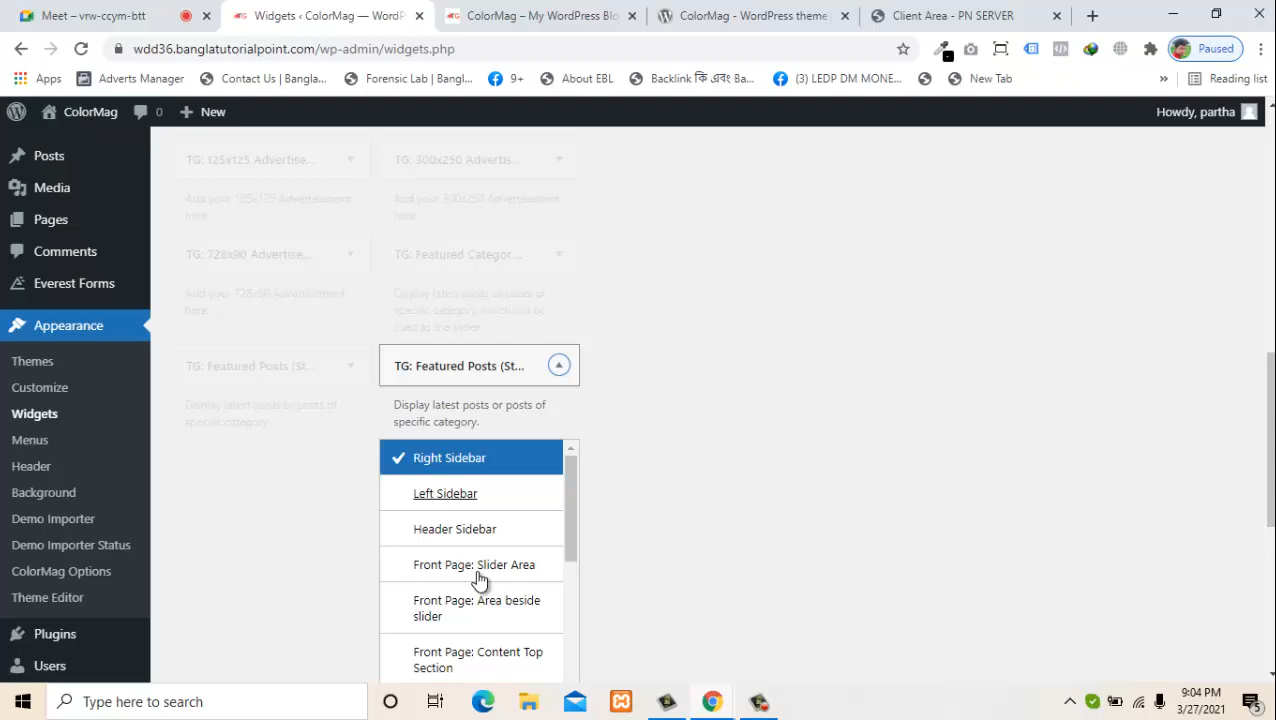 Meet – vrw-ccym-btt
Widgets ‹ ColorMag — WordP
ColorMag – My WordPress Blo
ColorMag - WordPress theme
Client Area - PN SERVER
wdd36.banglatutorialpoint.com/wp-admin/widgets.php
Paused
Apps
Adverts Manager
Contact Us | Bangla...
Forensic Lab | Bangl...
9+
About EBL
Backlink কি এবং Ba...
(3) LEDP DM MONE...
New Tab
»
Reading list
ColorMag
0
New
Howdy, partha
Posts
Media
Pages
Comments
Everest Forms
Appearance
Themes
Customize
Widgets
Menus
Header
Background
Demo Importer
Demo Importer Status
ColorMag Options
Theme Editor
Plugins
Users
TG: 125x125 Advertise...
Add your 125x125 Advertisement
here
TG: 300x250 Advertis...
Add your 300x250 Advertisement
here
TG: 728x90 Advertise...
Add your 728x90 Advertisement
here
TG: Featured Categor...
Display latest posts or posts of
specific category, which will be
used as the slider.
TG: Featured Posts (St...
Display latest posts or posts of
specific category.
TG: Featured Posts (St...
Display latest posts or posts of
specific category.
Right Sidebar
Left Sidebar
Header Sidebar
Front Page: Slider Area
Front Page: Area beside
slider
Front Page: Content Top
Section
Type here to search
9:04 PM
3/27/2021
5